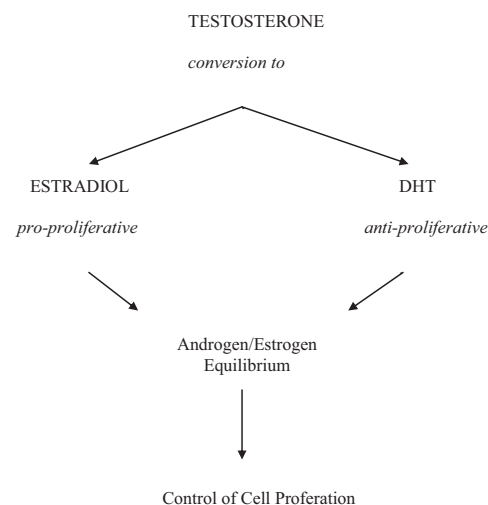 TESTOSTERONE
conversion to
ESTRADIOL
DHT
pro-proliferative
anti-proliferative
Androgen/Estrogen
Equilibrium
Control of Cell Proferation